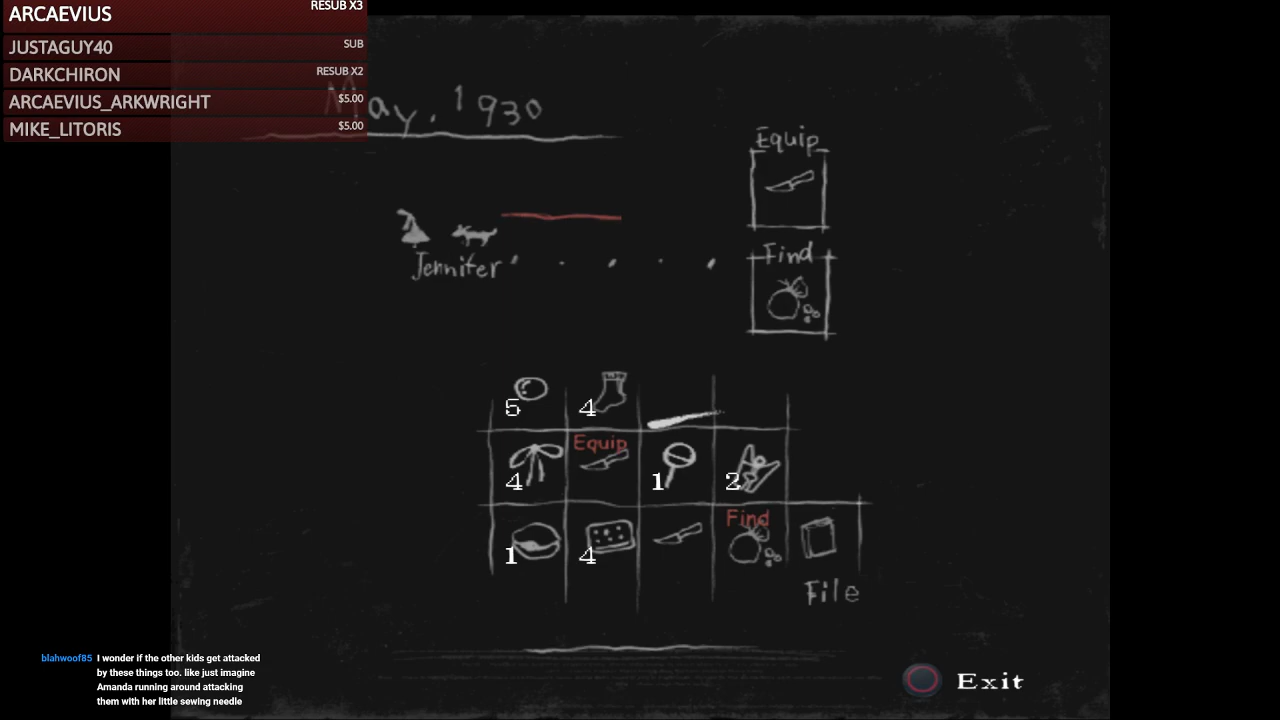 ARCAEVIUS RESUB X3
JUSTAGUY40 SUB
DARKCHIRON RESUB X2
ARCAEVIUS_ARKWRIGHT $5.00
MIKE_LITORIS $5.00
May. 1930
Equip
Jennifer
Find
5 4
Equip
4 1 2
Find
1 4
File
blahwoof85 I wonder if the other kids get attacked
by these things too. like just imagine
Amanda running around attacking
them with her little sewing needle
Exit